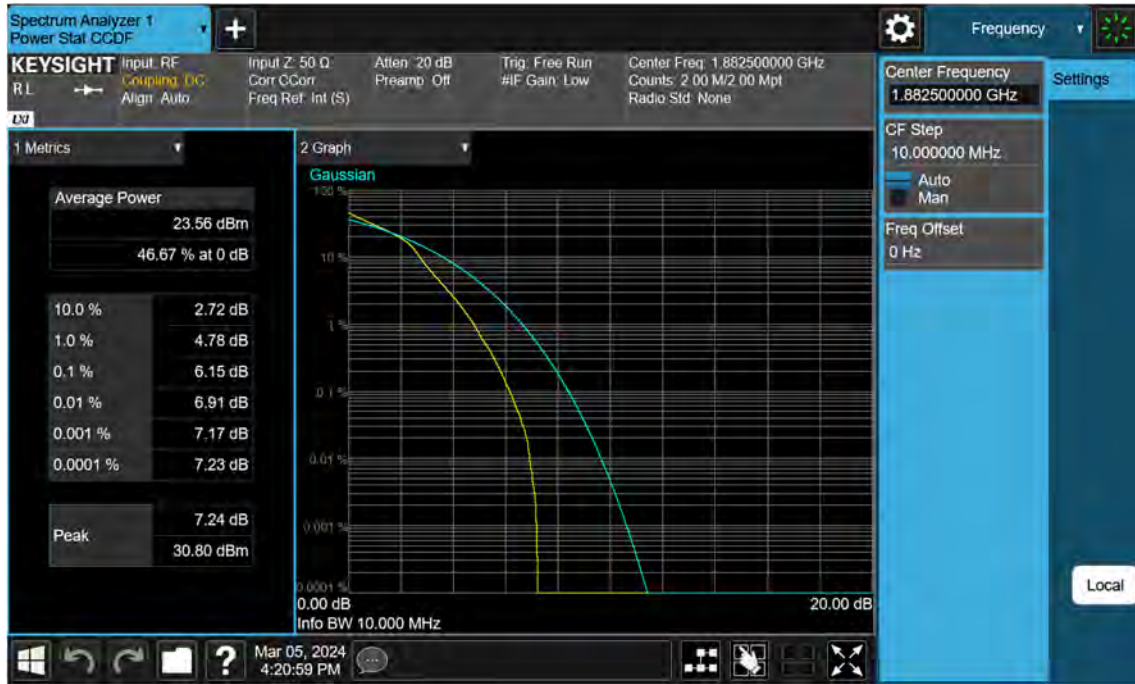 Spectrum Analyzer 1
Power Stat CCDF
Frequency
KEYSIGHT
RL
LXI
Input: RF
Coupling: DC
Align: Auto
Input Z: 50 Ω
Corr CCorr
Freq Ref: Int (S)
Atten: 20 dB
Preamp: Off
Trig: Free Run
#IF Gain: Low
Center Freq: 1.882500000 GHz
Counts: 2.00 M/2.00 Mpt
Radio Std: None
Center Frequency
1.882500000 GHz
Settings
CF Step
10.000000 MHz
Auto
Man
Freq Offset
0 Hz
1 Metrics
Average Power
23.56 dBm
46.67 % at 0 dB
10.0 % 2.72 dB
1.0 % 4.78 dB
0.1 % 6.15 dB
0.01 % 6.91 dB
0.001 % 7.17 dB
0.0001 % 7.23 dB
Peak
7.24 dB
30.80 dBm
2 Graph
Gaussian
100 %
10 %
1 %
0.1 %
0.01 %
0.001 %
0.0001 %
0.00 dB 20.00 dB
Info BW 10.000 MHz
Local
?
Mar 05, 2024
4:20:59 PM